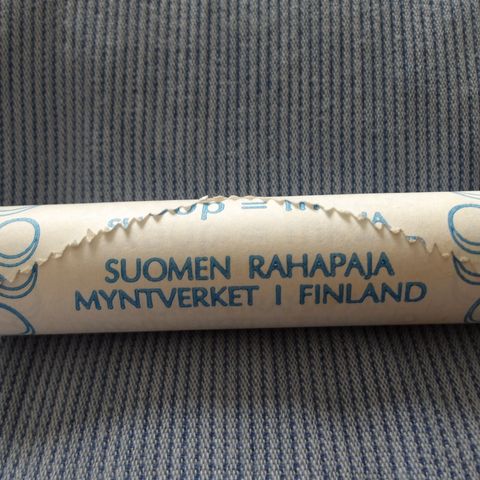 SUOMEN RAHAPAJA
MYNTVERKET I FINLAND